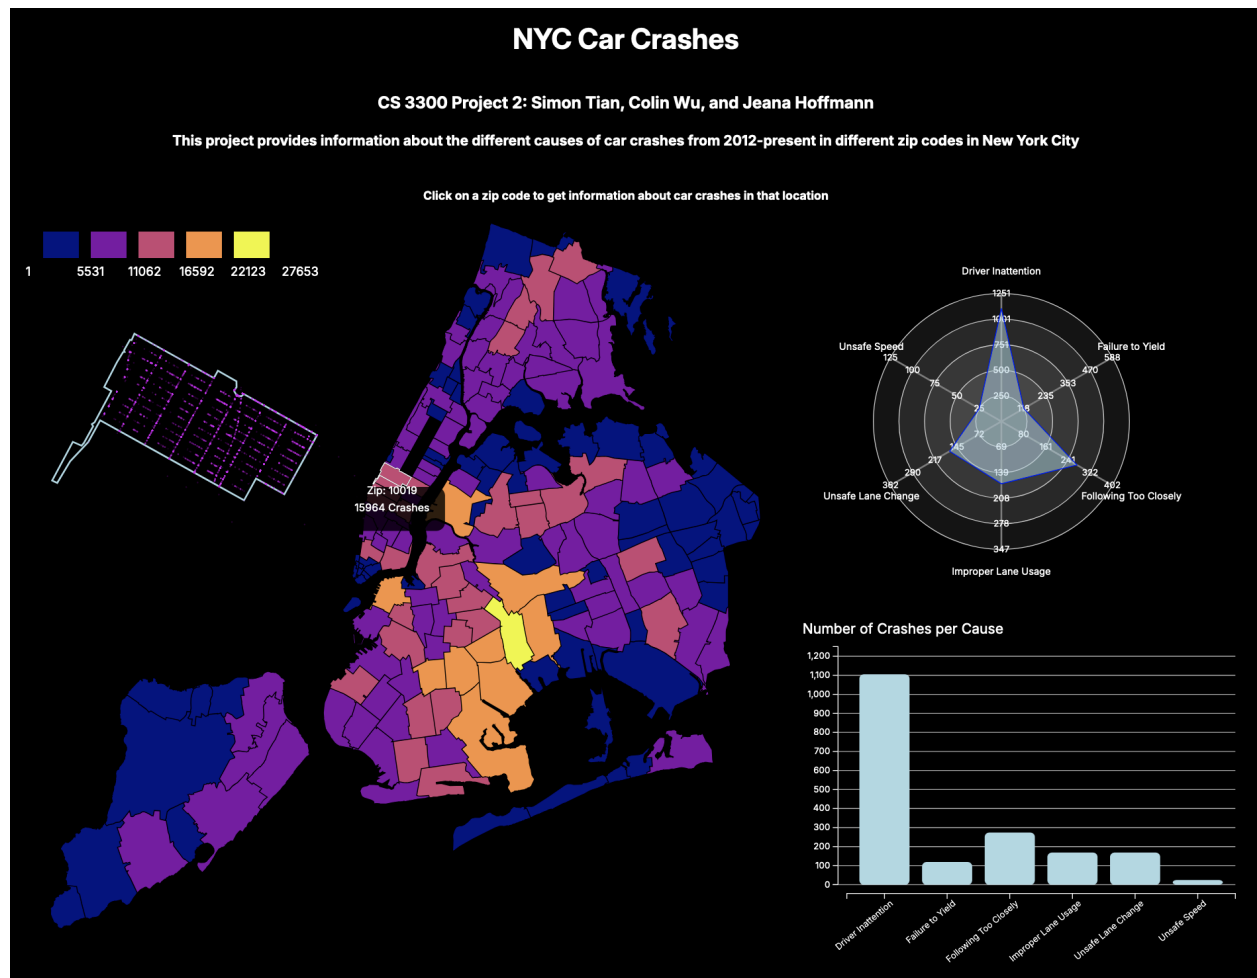 NYC Car Crashes
CS 3300 Project 2: Simon Tian, Colin Wu, and Jeana Hoffmann
This project provides information about the different causes of car crashes from 2012-present in different zip codes in New York City
Click on a zip code to get information about car crashes in that location
1 5531 11062 16592 22123 27653
Zip: 10019
15964 Crashes
Driver Inattention
1251
1001
751
500
250
Failure to Yield
588
470
353
235
118
Following Too Closely
402
322
241
161
80
Improper Lane Usage
347
278
208
139
69
Unsafe Lane Change
362
290
217
145
72
Unsafe Speed
125
100
75
50
25
Number of Crashes per Cause
1,200
1,100
1,000
900
800
700
600
500
400
300
200
100
0
Driver Inattention
Failure to Yield
Following Too Closely
Improper Lane Usage
Unsafe Lane Change
Unsafe Speed